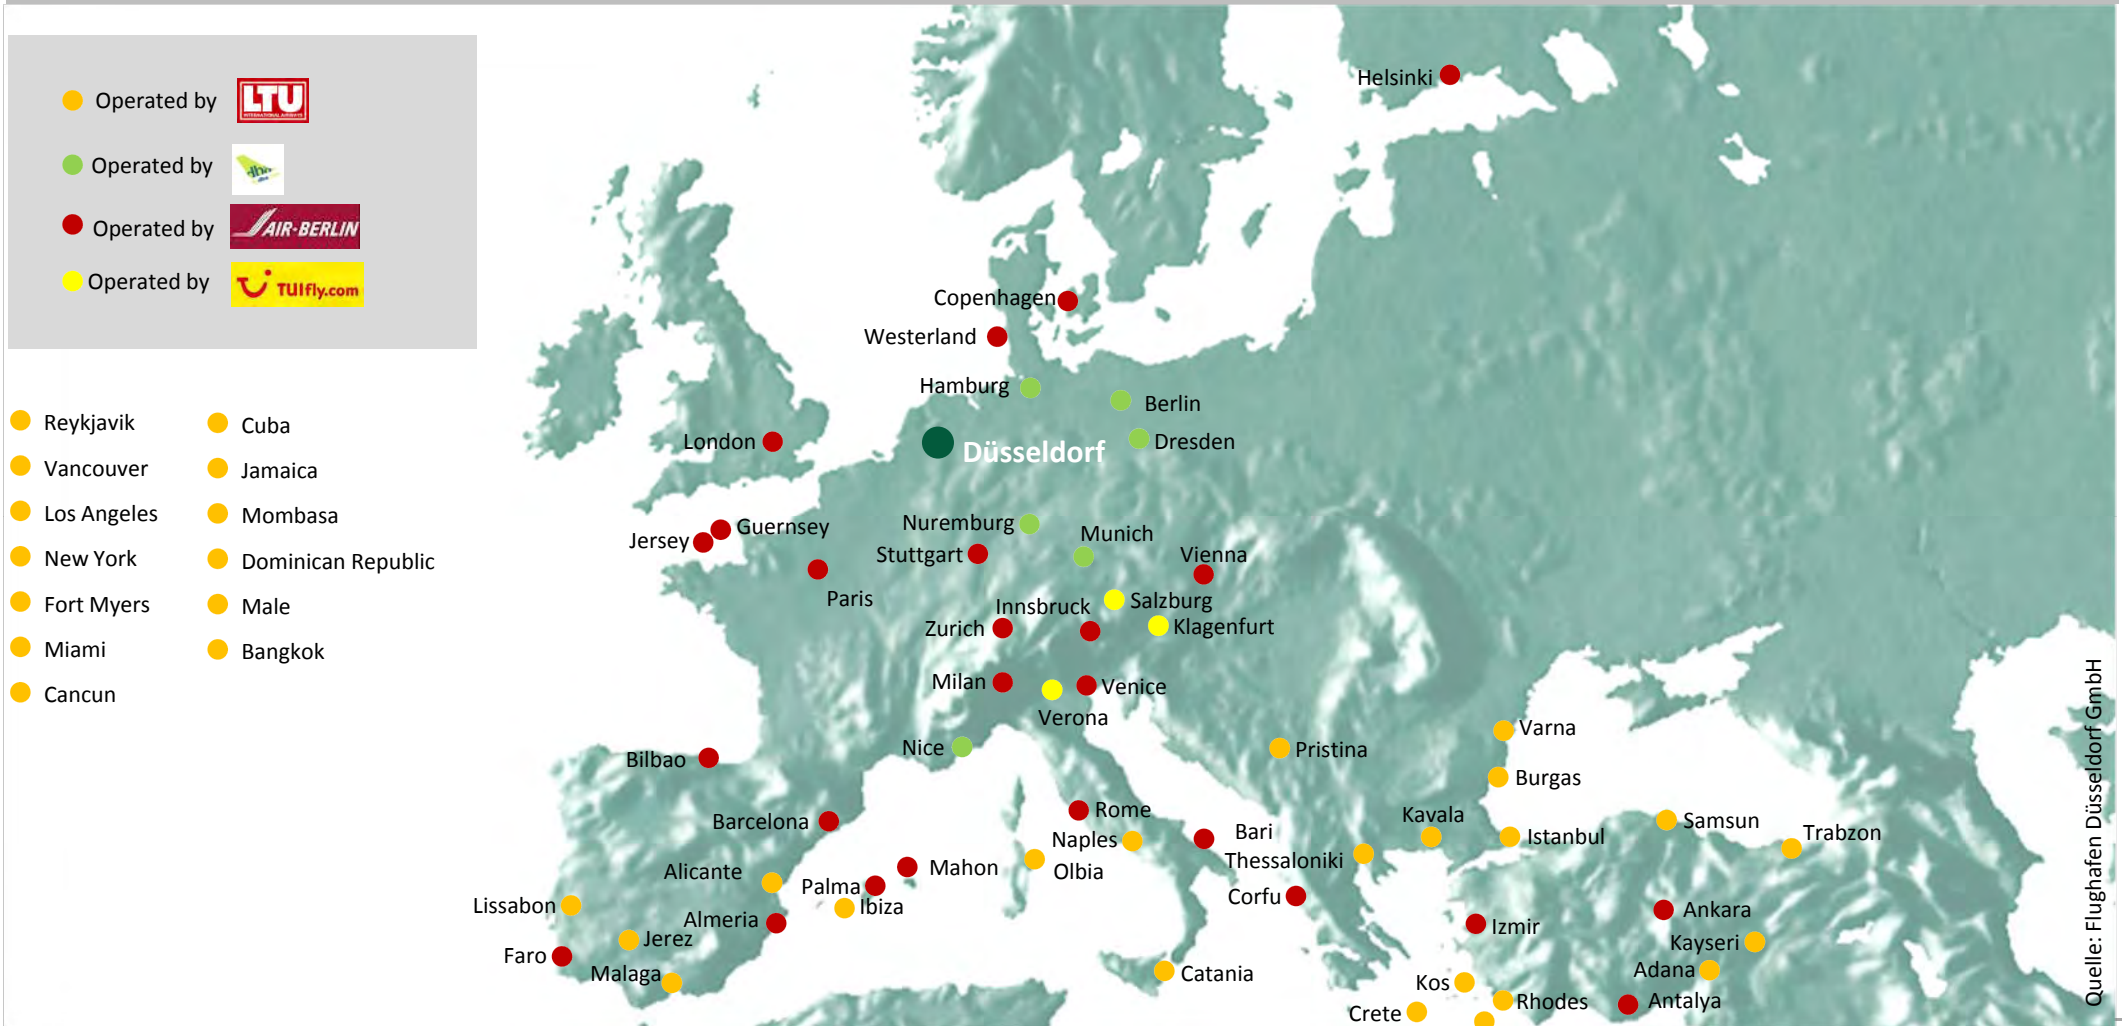 Operated by LTU
INTERNATIONAL AIRWAYS
Operated by dba
Operated by AIR-BERLIN
Operated by TUIfly.com
Reykjavik
Vancouver
Los Angeles
New York
Fort Myers
Miami
Cancun
Cuba
Jamaica
Mombasa
Dominican Republic
Male
Bangkok
Helsinki
Copenhagen
Westerland
Hamburg
Berlin
London
Düsseldorf
Dresden
Nuremburg
Guernsey
Jersey
Munich
Stuttgart
Vienna
Paris
Innsbruck
Salzburg
Zurich
Klagenfurt
Milan
Venice
Verona
Nice
Varna
Pristina
Bilbao
Burgas
Rome
Kavala
Barcelona
Naples
Bari
Istanbul
Samsun
Trabzon
Thessaloniki
Alicante
Mahon
Olbia
Palma
Ibiza
Corfu
Lissabon
Almeria
Izmir
Ankara
Jerez
Kayseri
Faro
Malaga
Catania
Adana
Kos
Rhodes
Antalya
Crete
Quelle: Flughafen Düsseldorf GmbH